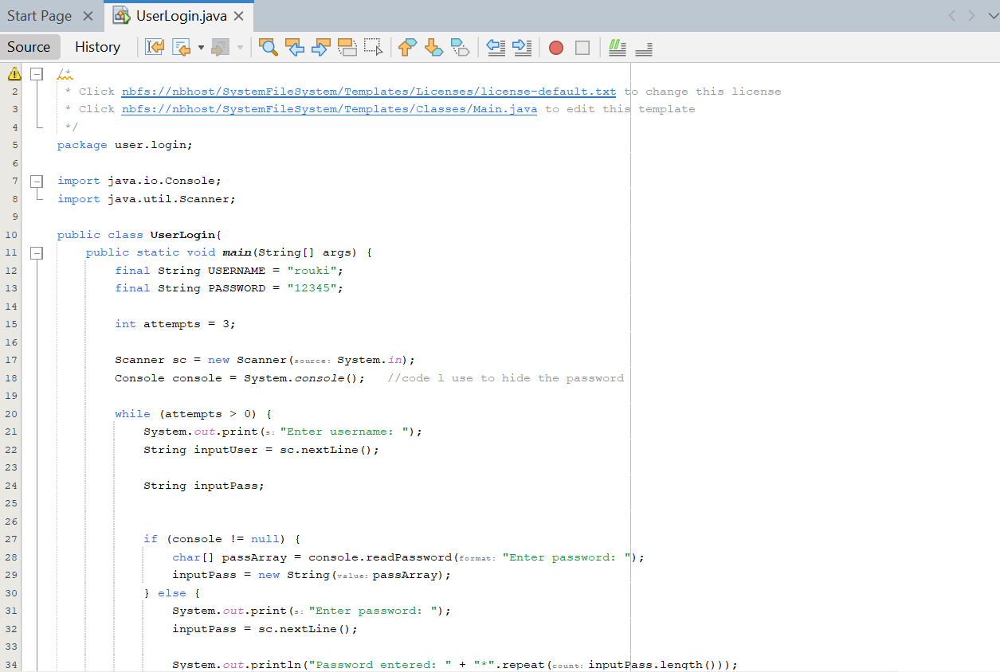 Start Page
UserLogin.java
Source History
/*
2 * Click nbfs://nbhost/SystemFileSystem/Templates/Licenses/license-default.txt to change this license
3 * Click nbfs://nbhost/SystemFileSystem/Templates/Classes/Main.java to edit this template
4 */
5 package user.login;
6
7 import java.io.Console;
8 import java.util.Scanner;
9
10 public class UserLogin{
11 public static void main(String[] args) {
12 final String USERNAME = "rouki";
13 final String PASSWORD = "12345";
14
15 int attempts = 3;
16
17 Scanner sc = new Scanner(source: System.in);
18 Console console = System.console(); //code l use to hide the password
19
20 while (attempts > 0) {
21 System.out.print(s: "Enter username: ");
22 String inputUser = sc.nextLine();
23
24 String inputPass;
25
26
27 if (console != null) {
28 char[] passArray = console.readPassword(format: "Enter password: ");
29 inputPass = new String(value: passArray);
30 } else {
31 System.out.print(s: "Enter password: ");
32 inputPass = sc.nextLine();
33
34 System.out.println("Password entered: " + "*".repeat(count: inputPass.length()));